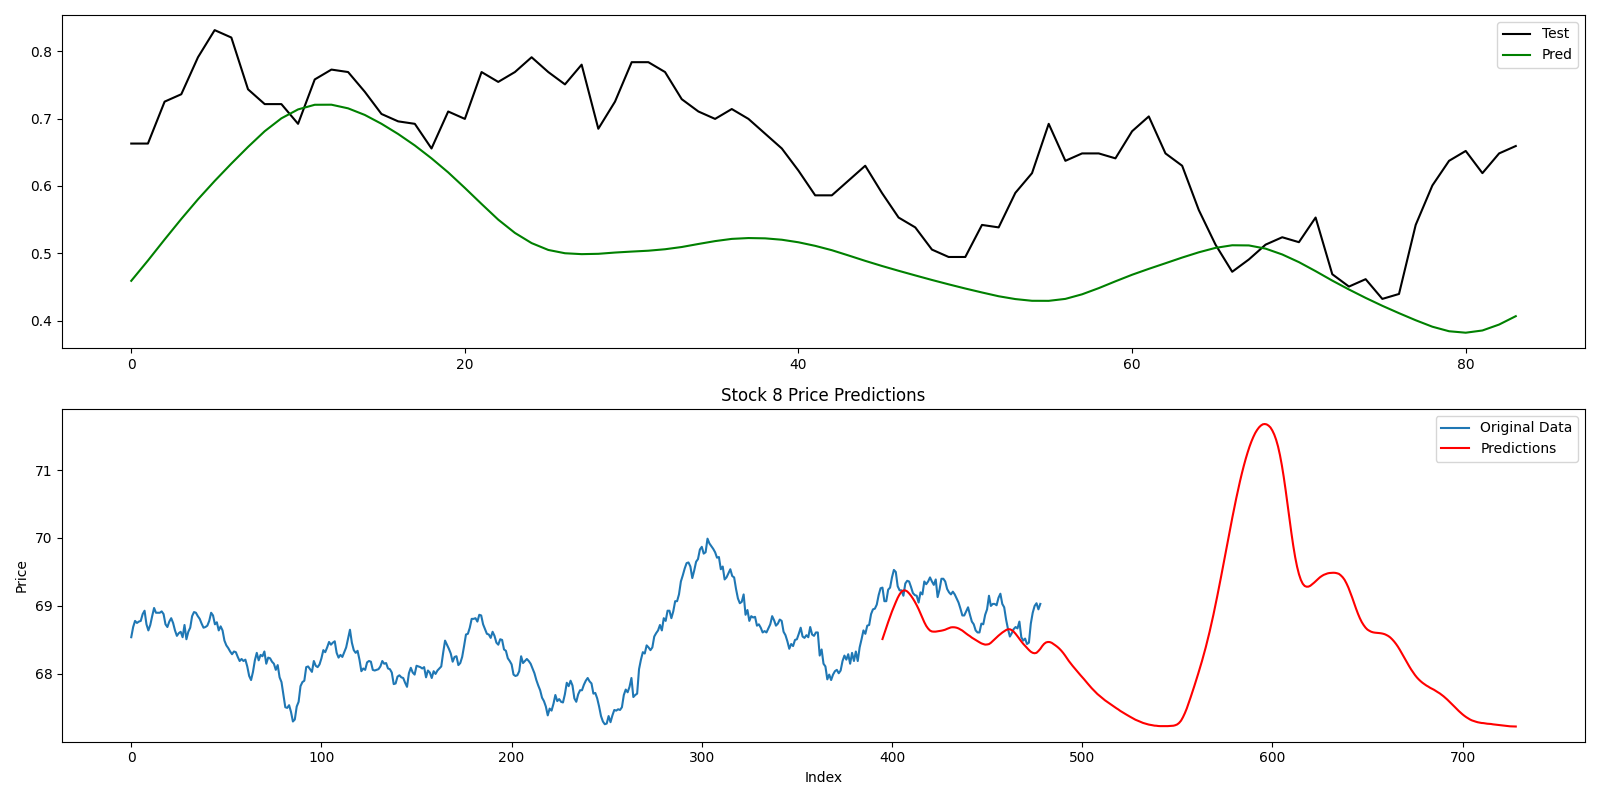 0.8
0.7
0.6
0.5
0.4
Test
Pred
0 20 40 60 80
Stock 8 Price Predictions
Original Data
Predictions
71
70
69
68
Price
0 100 200 300 400 500 600 700
Index